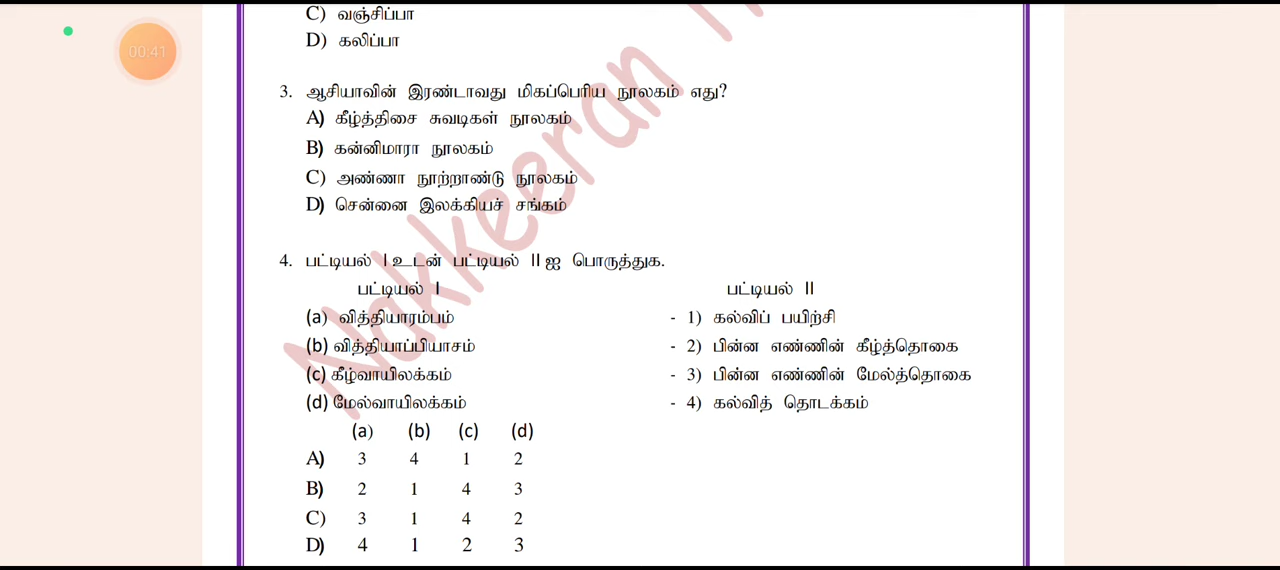 C) வஞ்சிப்பா
00:41
D) கலிப்பா
3. ஆசியாவின் இரண்டாவது மிகப்பெரிய நூலகம் எது?
A) கீழ்த்திசை சுவடிகள் நூலகம்
B) கன்னிமாரா நூலகம்
C) அண்ணா நூற்றாண்டு நூலகம்
D) சென்னை இலக்கியச் சங்கம்
4. பட்டியல் I உடன் பட்டியல் II ஐ பொருத்துக.
பட்டியல் I பட்டியல் II
(a) வித்தியாரம்பம் - 1) கல்விப் பயிற்சி
(b) வித்தியாப்பியாசம் - 2) பின்ன எண்ணின் கீழ்த்தொகை
(c) கீழ்வாயிலக்கம் - 3) பின்ன எண்ணின் மேல்த்தொகை
(d) மேல்வாயிலக்கம் - 4) கல்வித் தொடக்கம்
(a) (b) (c) (d)
A) 3 4 1 2
B) 2 1 4 3
C) 3 1 4 2
D) 4 1 2 3
Nakkeeran